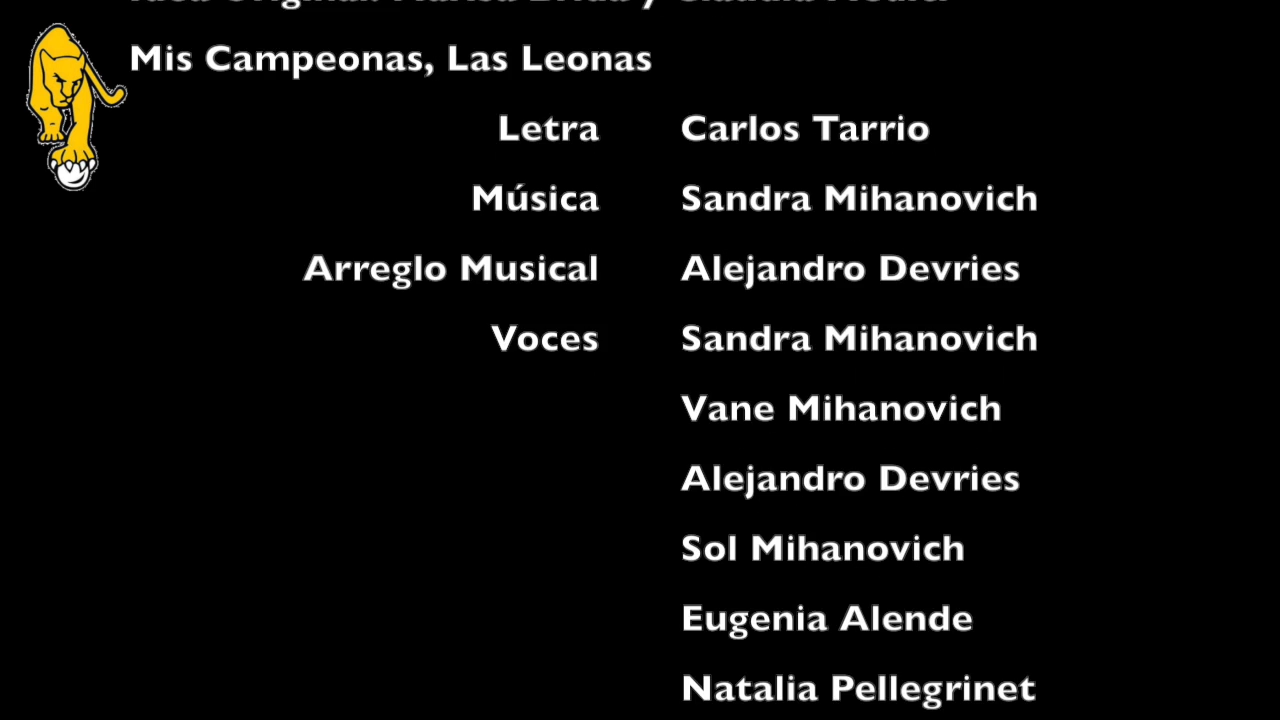 Mis Campeonas, Las Leonas
Letra Carlos Tarrio
Música Sandra Mihanovich
Arreglo Musical Alejandro Devries
Voces Sandra Mihanovich
Vane Mihanovich
Alejandro Devries
Sol Mihanovich
Eugenia Alende
Natalia Pellegrinet